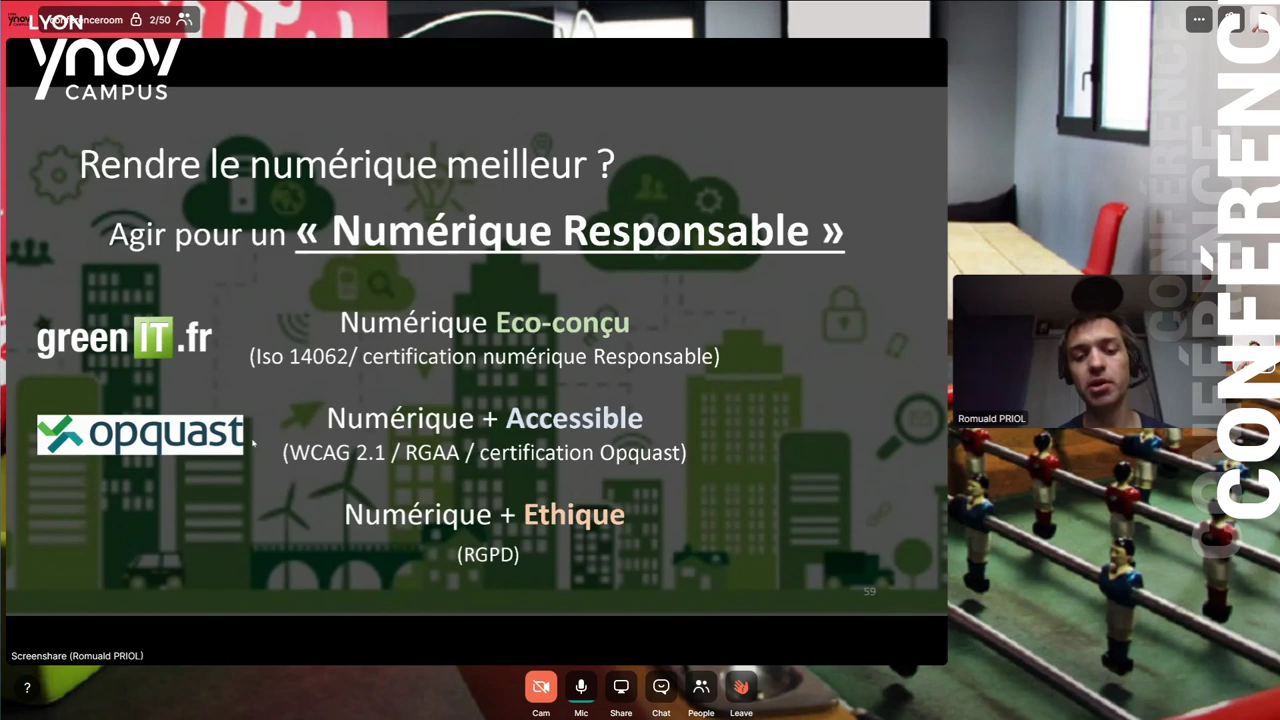 LYON
ynov
CAMPUS
2/50
Rendre le numérique meilleur ?
Agir pour un « Numérique Responsable »
greenIT.fr
Numérique Eco-conçu
(Iso 14062/ certification numérique Responsable)
opquast
Numérique + Accessible
(WCAG 2.1 / RGAA / certification Opquast)
Numérique + Ethique
(RGPD)
59
Screenshare (Romuald PRIOL)
Romuald PRIOL
CONFÉRENC
CONFÉRENCE
CONFÉRENCE
?
Cam
Mic
Share
Chat
People
Leave